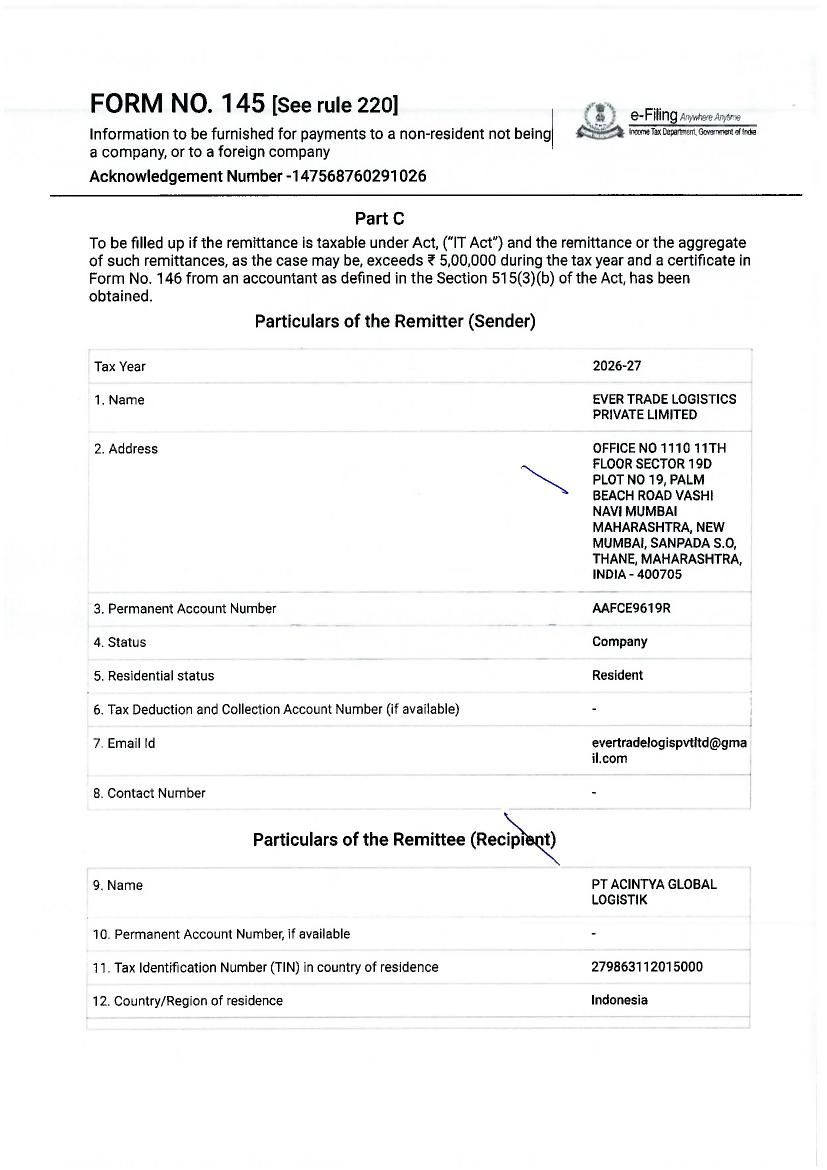 FORM NO. 145 [See rule 220]
e-Filing Anywhere Anytime
Income Tax Department, Government of India
Information to be furnished for payments to a non-resident not being
a company, or to a foreign company
Acknowledgement Number -147568760291026
Part C
To be filled up if the remittance is taxable under Act, ("IT Act") and the remittance or the aggregate
of such remittances, as the case may be, exceeds ₹ 5,00,000 during the tax year and a certificate in
Form No. 146 from an accountant as defined in the Section 515(3)(b) of the Act, has been
obtained.
Particulars of the Remitter (Sender)
Tax Year 2026-27
1. Name EVER TRADE LOGISTICS
PRIVATE LIMITED
2. Address OFFICE NO 1110 11TH
FLOOR SECTOR 19D
PLOT NO 19, PALM
BEACH ROAD VASHI
NAVI MUMBAI
MAHARASHTRA, NEW
MUMBAI, SANPADA S.O,
THANE, MAHARASHTRA,
INDIA - 400705
3. Permanent Account Number AAFCE9619R
4. Status Company
5. Residential status Resident
6. Tax Deduction and Collection Account Number (if available) -
7. Email Id evertradelogispvtltd@gma
il.com
8. Contact Number -
Particulars of the Remittee (Recipient)
9. Name PT ACINTYA GLOBAL
LOGISTIK
10. Permanent Account Number, if available -
11. Tax Identification Number (TIN) in country of residence 279863112015000
12. Country/Region of residence Indonesia